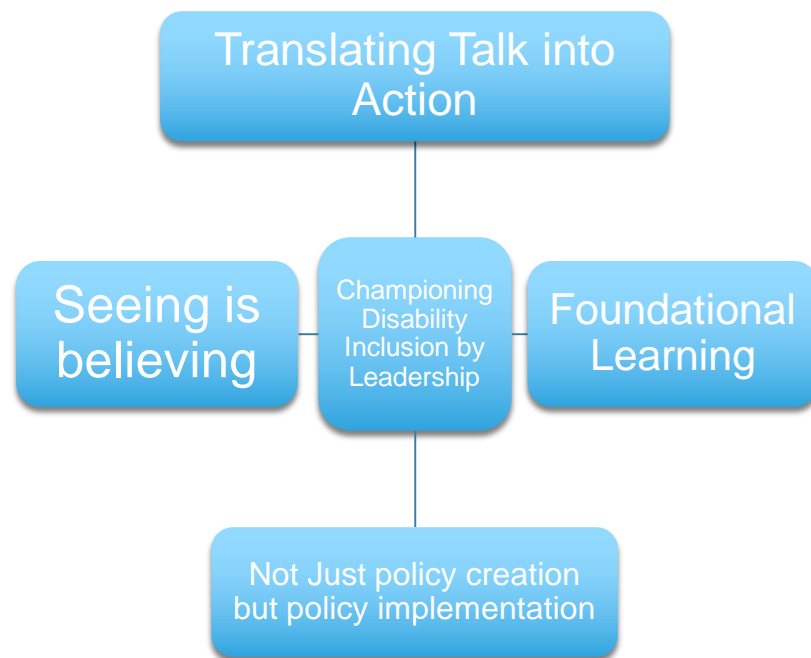 Translating Talk into
Action
Seeing is
believing
Championing
Disability
Inclusion by
Leadership
Foundational
Learning
Not Just policy creation
but policy implementation